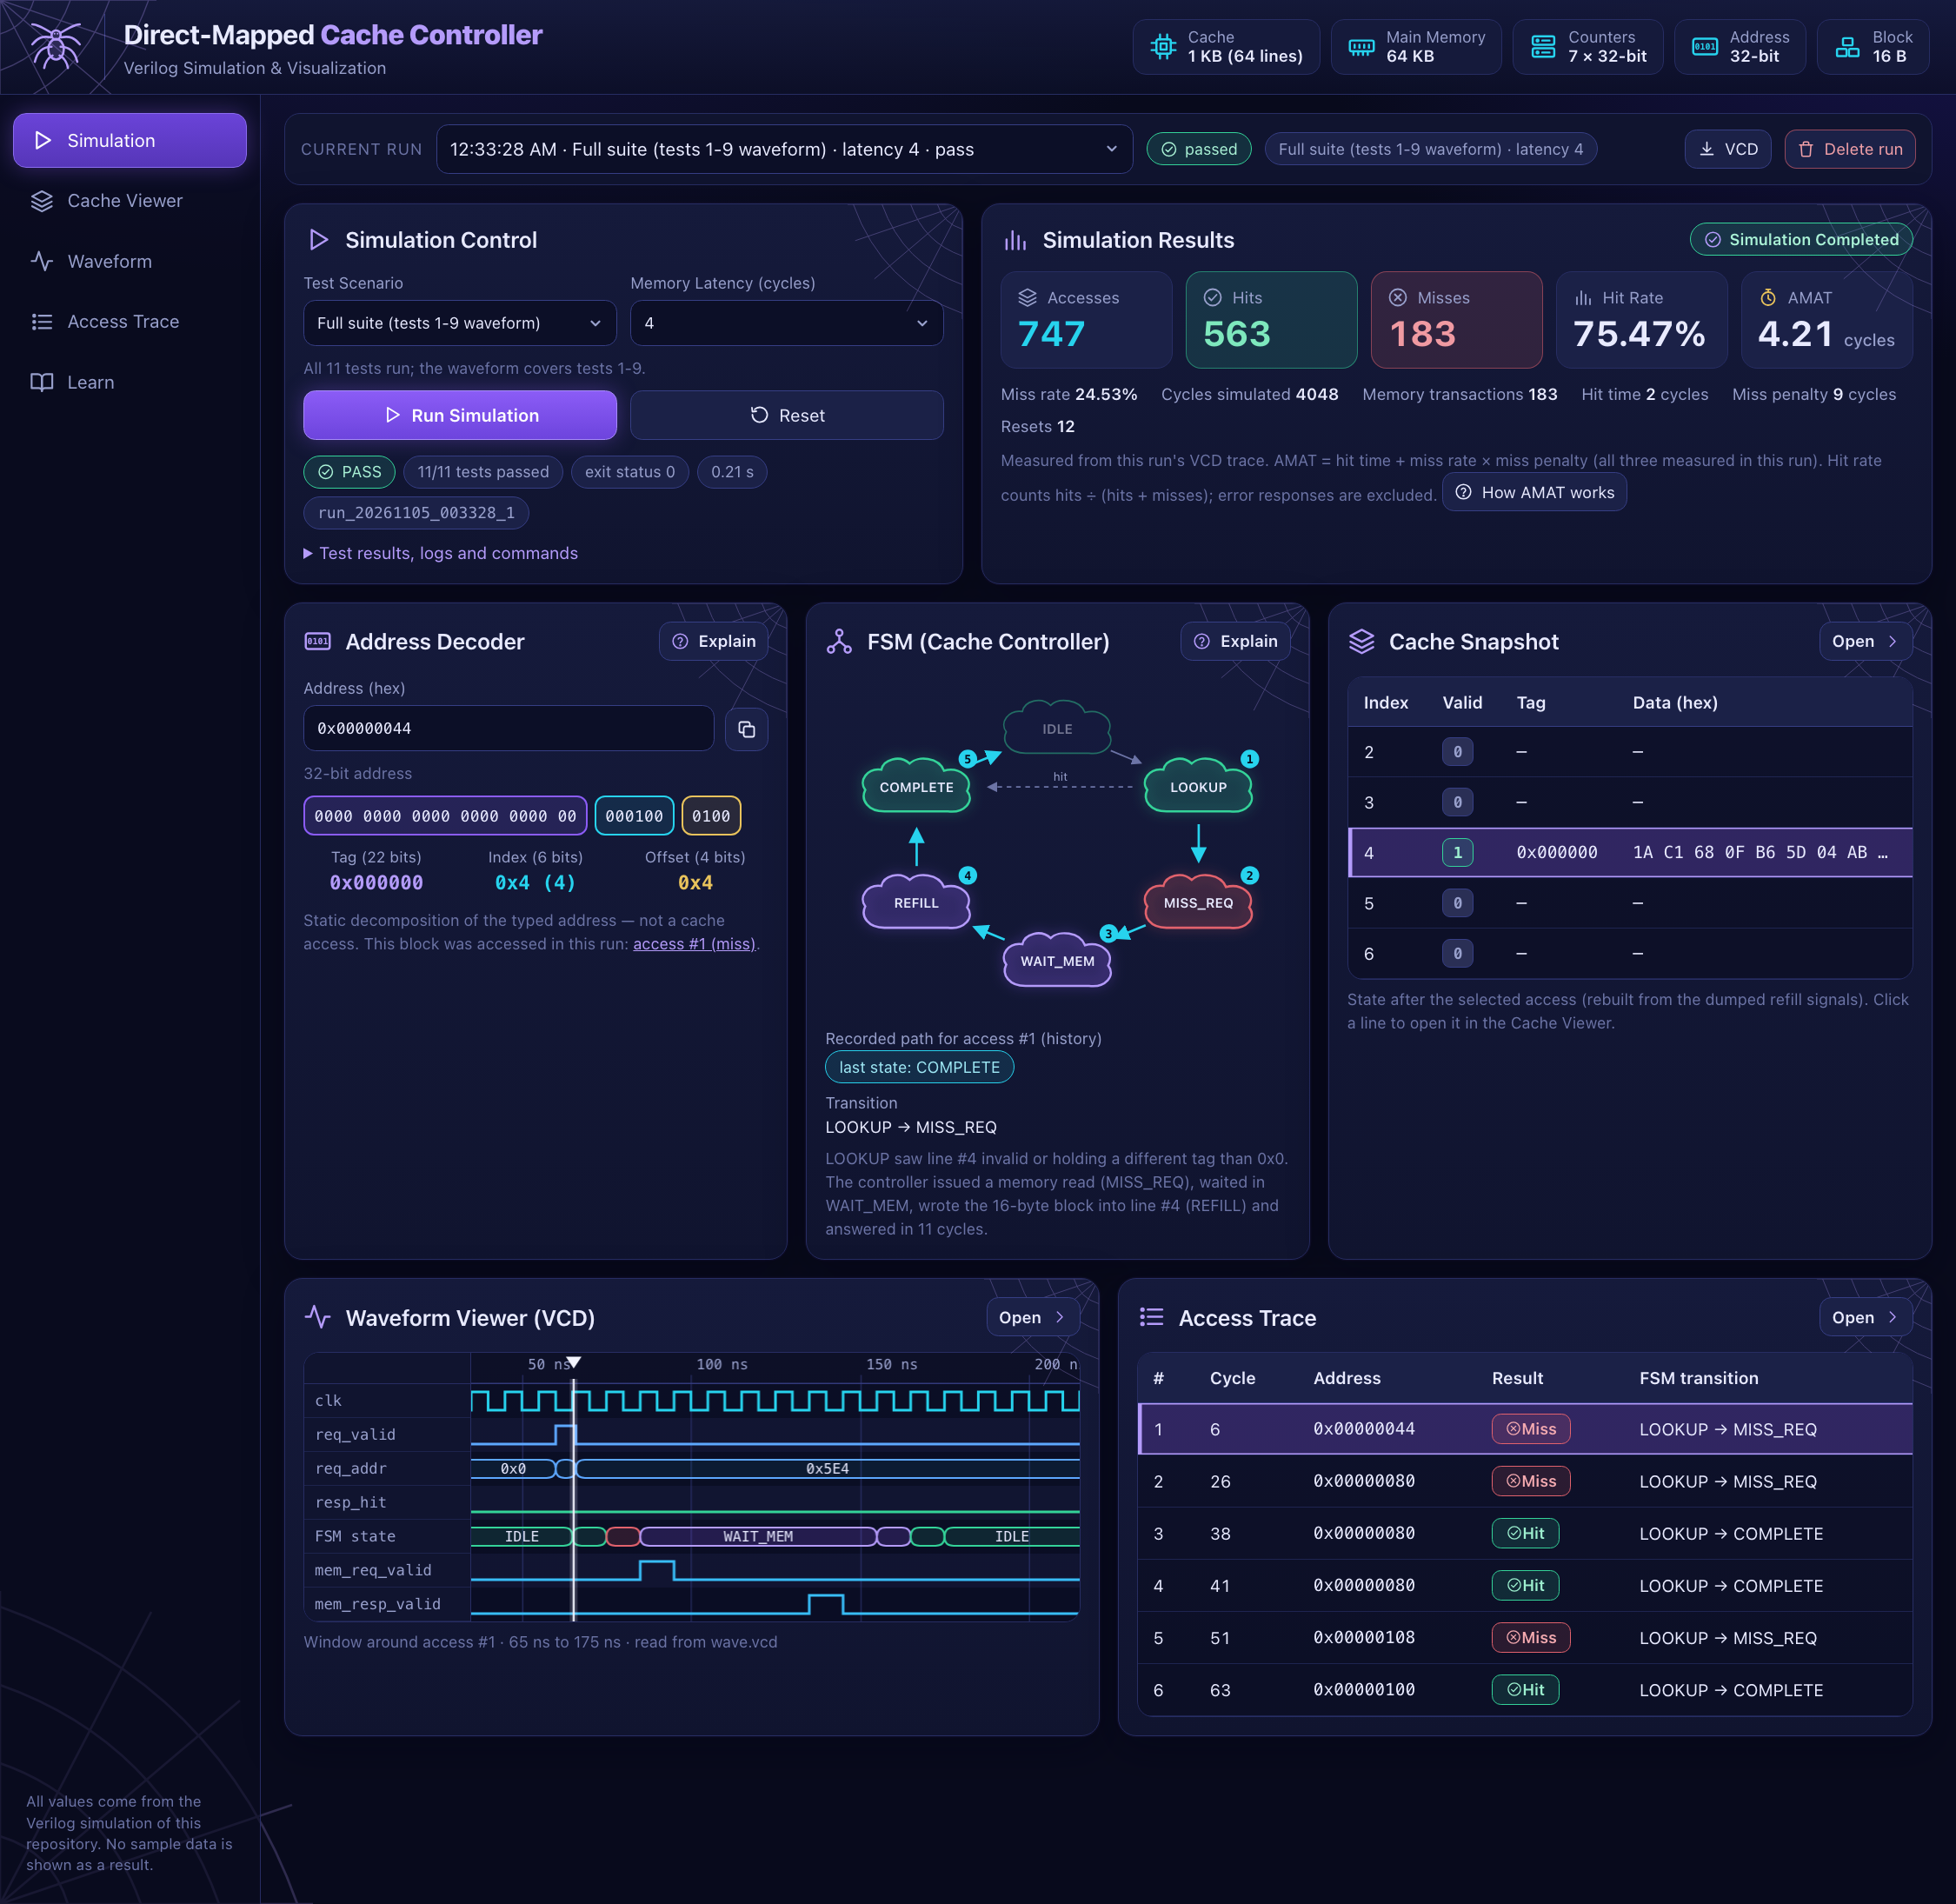 Direct-Mapped Cache Controller
Verilog Simulation & Visualization
Cache
1 KB (64 lines)
Main Memory
64 KB
Counters
7 × 32-bit
0101
Address
32-bit
Block
16 B
Simulation
Cache Viewer
Waveform
Access Trace
Learn
All values come from the
Verilog simulation of this
repository. No sample data is
shown as a result.
CURRENT RUN
12:33:28 AM · Full suite (tests 1-9 waveform) · latency 4 · pass
passed
Full suite (tests 1-9 waveform) · latency 4
VCD
Delete run
Simulation Control
Test Scenario
Memory Latency (cycles)
Full suite (tests 1-9 waveform)
4
All 11 tests run; the waveform covers tests 1-9.
Run Simulation
Reset
PASS
11/11 tests passed
exit status 0
0.21 s
run_20261105_003328_1
Test results, logs and commands
Simulation Results
Simulation Completed
Accesses
747
Hits
563
Misses
183
Hit Rate
75.47%
AMAT
4.21 cycles
Miss rate 24.53% Cycles simulated 4048 Memory transactions 183 Hit time 2 cycles Miss penalty 9 cycles
Resets 12
Measured from this run's VCD trace. AMAT = hit time + miss rate × miss penalty (all three measured in this run). Hit rate
counts hits ÷ (hits + misses); error responses are excluded. How AMAT works
0101
Address Decoder
Explain
Address (hex)
0x00000044
32-bit address
0000 0000 0000 0000 0000 00 000100 0100
Tag (22 bits) Index (6 bits) Offset (4 bits)
0x000000 0x4 (4) 0x4
Static decomposition of the typed address — not a cache
access. This block was accessed in this run: access #1 (miss).
FSM (Cache Controller)
Explain
IDLE
5
1
COMPLETE
hit
LOOKUP
4
2
REFILL
MISS_REQ
3
WAIT_MEM
Recorded path for access #1 (history)
last state: COMPLETE
Transition
LOOKUP → MISS_REQ
LOOKUP saw line #4 invalid or holding a different tag than 0x0.
The controller issued a memory read (MISS_REQ), waited in
WAIT_MEM, wrote the 16-byte block into line #4 (REFILL) and
answered in 11 cycles.
Cache Snapshot
Open
Index Valid Tag Data (hex)
2 0 — —
3 0 — —
4 1 0x000000 1A C1 68 0F B6 5D 04 AB …
5 0 — —
6 0 — —
State after the selected access (rebuilt from the dumped refill signals). Click
a line to open it in the Cache Viewer.
Waveform Viewer (VCD)
Open
50 ns 100 ns 150 ns 200 n
clk
req_valid
req_addr 0x0 0x5E4
resp_hit
FSM state IDLE WAIT_MEM IDLE
mem_req_valid
mem_resp_valid
Window around access #1 · 65 ns to 175 ns · read from wave.vcd
Access Trace
Open
# Cycle Address Result FSM transition
1 6 0x00000044 Miss LOOKUP → MISS_REQ
2 26 0x00000080 Miss LOOKUP → MISS_REQ
3 38 0x00000080 Hit LOOKUP → COMPLETE
4 41 0x00000080 Hit LOOKUP → COMPLETE
5 51 0x00000108 Miss LOOKUP → MISS_REQ
6 63 0x00000100 Hit LOOKUP → COMPLETE